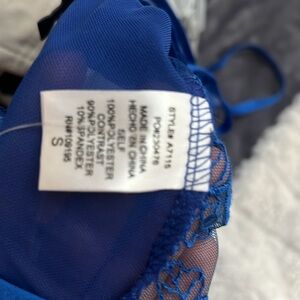 STYLE# A7115
PO#230476
MADE IN CHINA
HECHO EN CHINA
SELF
100%POLYESTER
CONTRAST
90%POLYESTER
10%SPANDEX
RN#109195
S